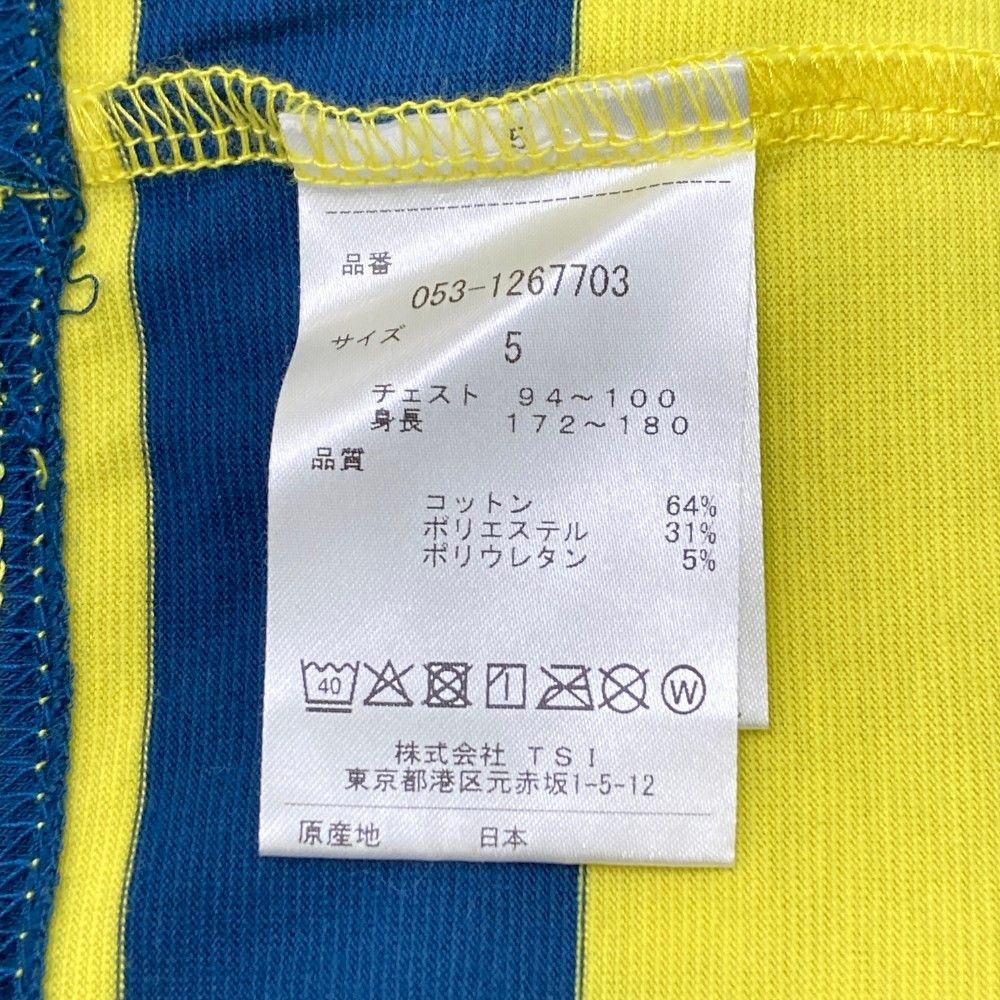 5
品番
053-1267703
サイズ 5
チェスト 94~100
身長 172~180
品質
コットン 64%
ポリエステル 31%
ポリウレタン 5%
40 W
株式会社 TSI
東京都港区元赤坂1-5-12
原産地 日本